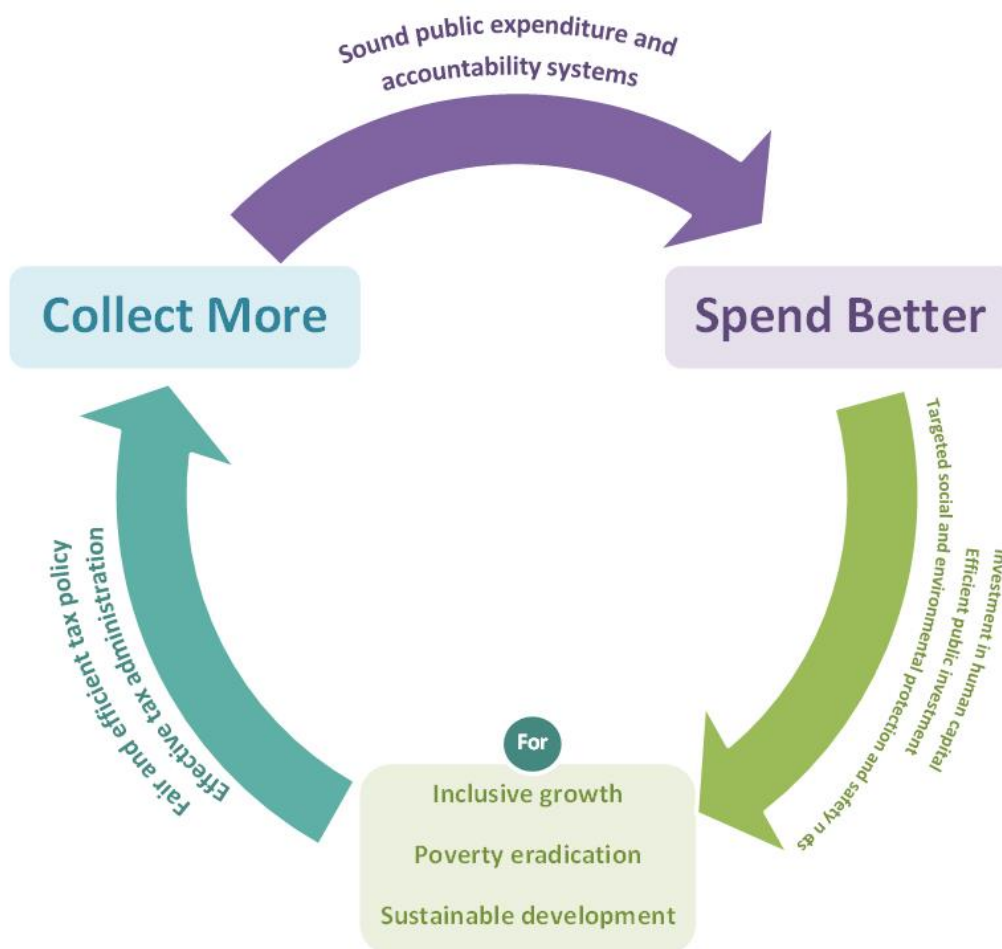 Sound public expenditure and
accountability systems
Collect More
Spend Better
Targeted social and environmental protection and safety nets
Efficient public investment
Investment in human capital
Fair and efficient tax policy
Effective tax administration
For
Inclusive growth
Poverty eradication
Sustainable development